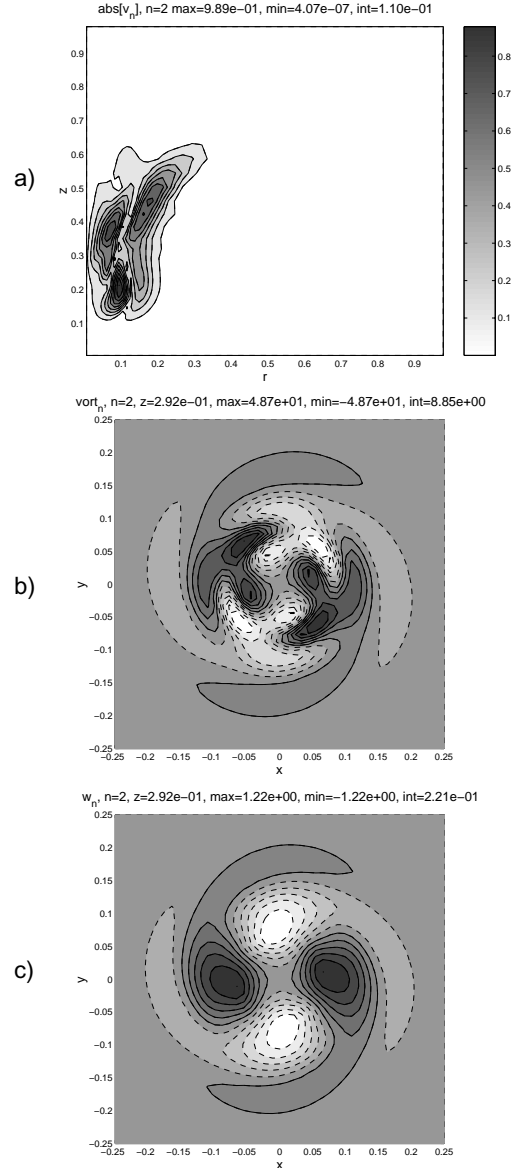 abs[v_n], n=2 max=9.89e−01, min=4.07e−07, int=1.10e−01
a)
z
0.9
0.8
0.7
0.6
0.5
0.4
0.3
0.2
0.1
0.1 0.2 0.3 0.4 0.5 0.6 0.7 0.8 0.9
r
0.8
0.7
0.6
0.5
0.4
0.3
0.2
0.1
vort_n, n=2, z=2.92e−01, max=4.87e+01, min=−4.87e+01, int=8.85e+00
b)
y
0.25
0.2
0.15
0.1
0.05
0
−0.05
−0.1
−0.15
−0.2
−0.25
−0.25 −0.2 −0.15 −0.1 −0.05 0 0.05 0.1 0.15 0.2 0.25
x
w_n, n=2, z=2.92e−01, max=1.22e+00, min=−1.22e+00, int=2.21e−01
c)
y
0.25
0.2
0.15
0.1
0.05
0
−0.05
−0.1
−0.15
−0.2
−0.25
−0.25 −0.2 −0.15 −0.1 −0.05 0 0.05 0.1 0.15 0.2 0.25
x